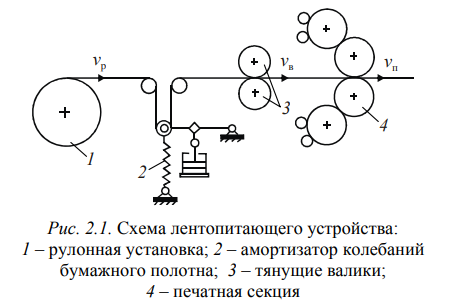 vр
vв
vп
1
2
3
4
Рис. 2.1. Схема лентопитающего устройства:
1 – рулонная установка; 2 – амортизатор колебаний
бумажного полотна; 3 – тянущие валики;
4 – печатная секция